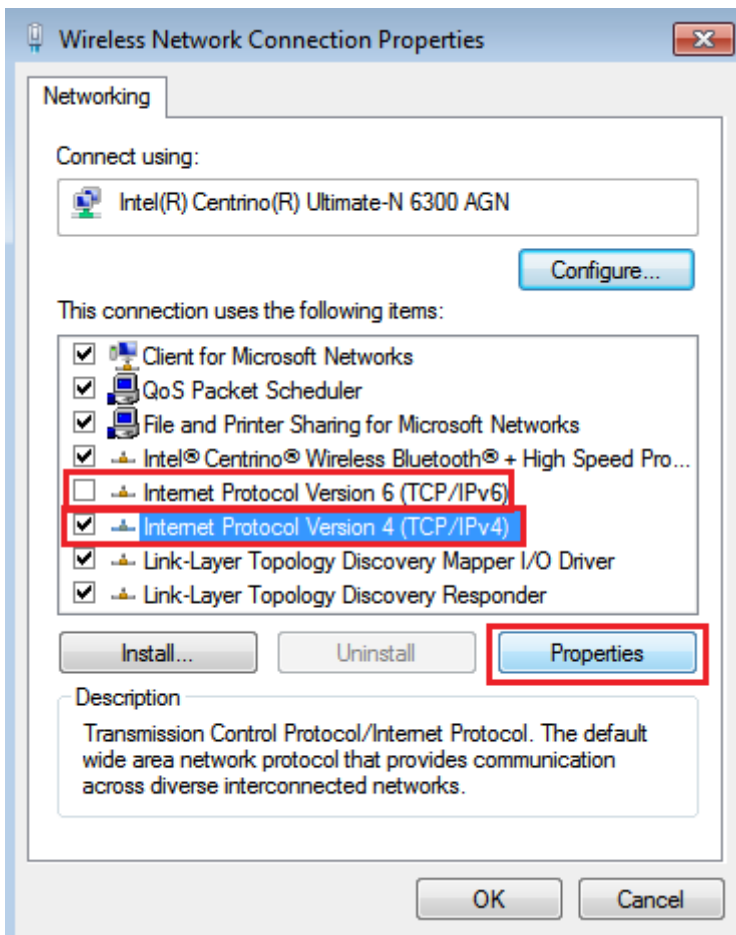 Wireless Network Connection Properties
Networking
Connect using:
Intel(R) Centrino(R) Ultimate-N 6300 AGN
Configure...
This connection uses the following items:
Client for Microsoft Networks
QoS Packet Scheduler
File and Printer Sharing for Microsoft Networks
Intel® Centrino® Wireless Bluetooth® + High Speed Pro...
Internet Protocol Version 6 (TCP/IPv6)
Internet Protocol Version 4 (TCP/IPv4)
Link-Layer Topology Discovery Mapper I/O Driver
Link-Layer Topology Discovery Responder
Install... Uninstall Properties
Description
Transmission Control Protocol/Internet Protocol. The default
wide area network protocol that provides communication
across diverse interconnected networks.
OK Cancel